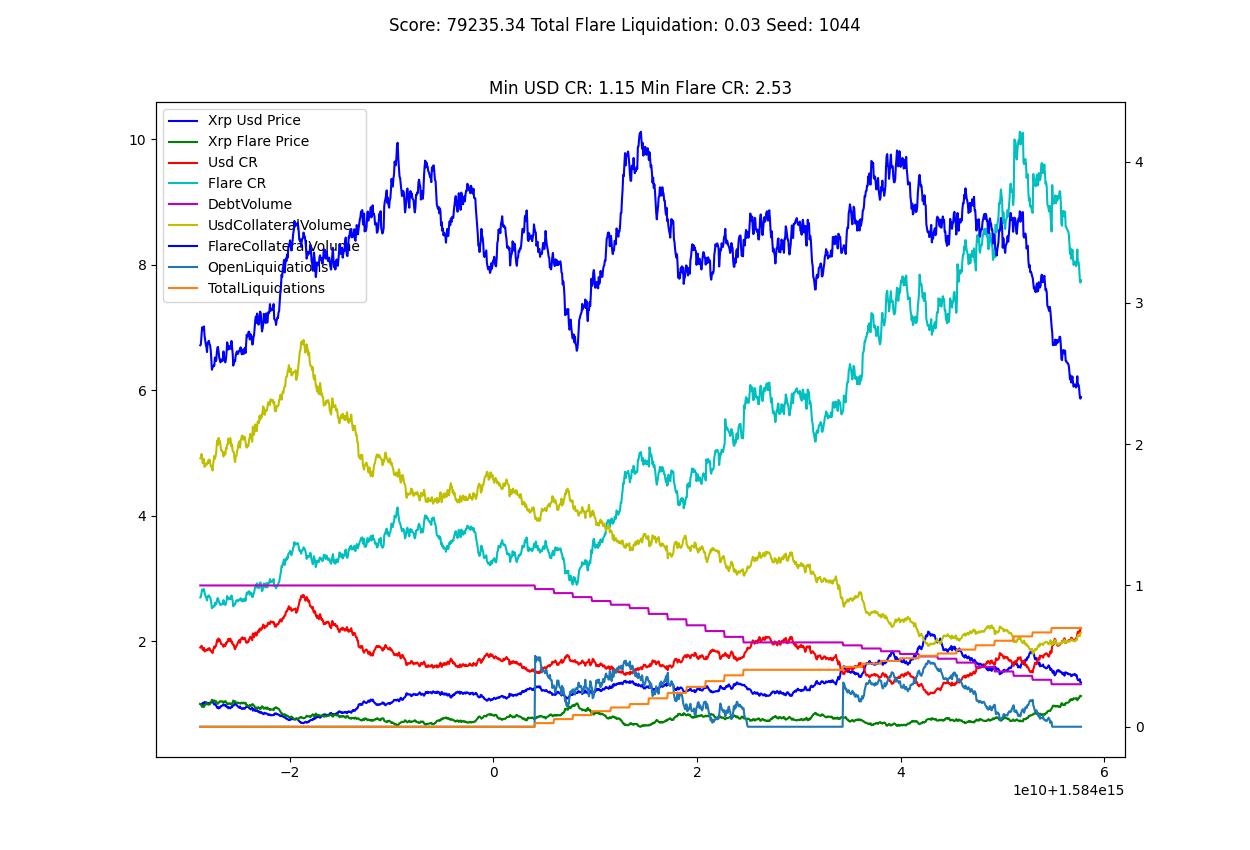 Score: 79235.34 Total Flare Liquidation: 0.03 Seed: 1044
Min USD CR: 1.15 Min Flare CR: 2.53
Xrp Usd Price
Xrp Flare Price
Usd CR
Flare CR
DebtVolume
UsdCollateralVolume
FlareCollateralVolume
OpenLiquidations
TotalLiquidations
10
8
6
4
2
4
3
2
1
0
−2
0
2
4
6
1e10+1.584e15